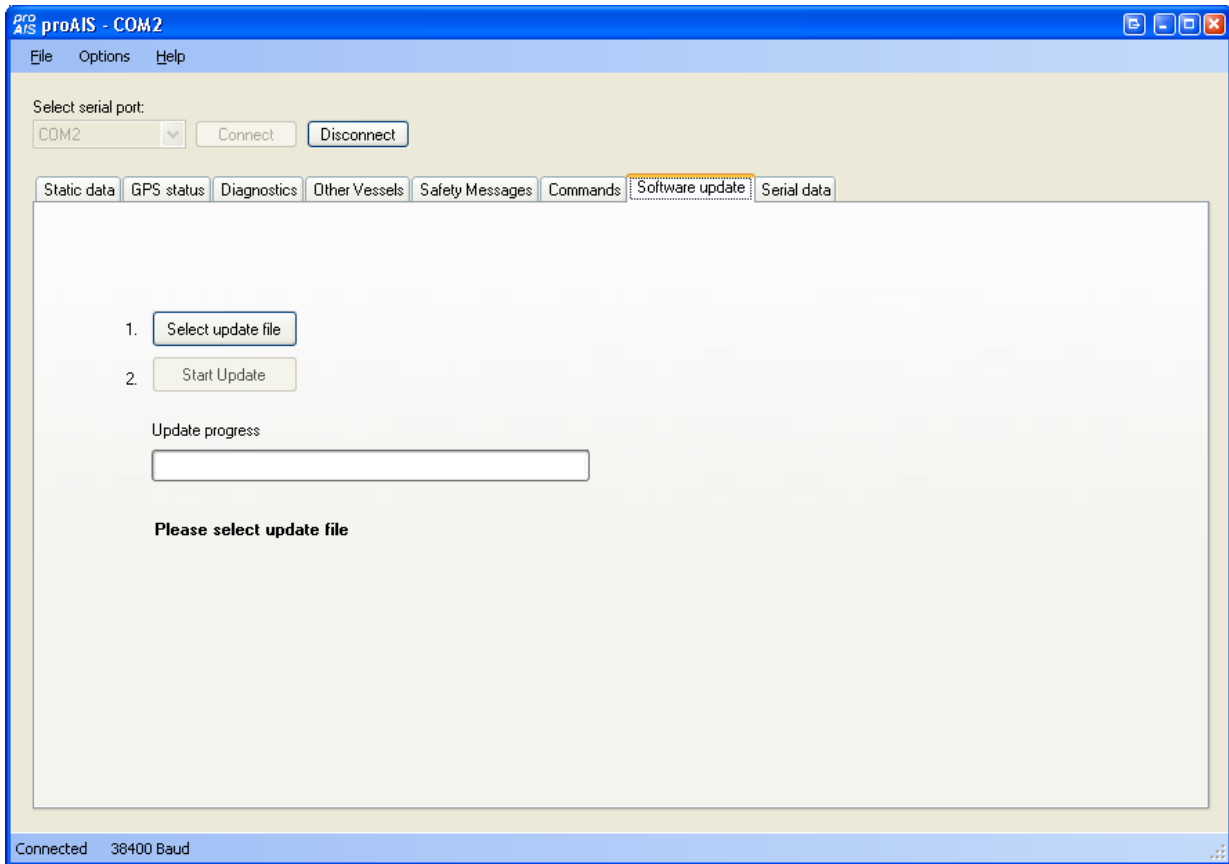 pro AIS proAIS - COM2
File Options Help
Select serial port:
COM2 Connect Disconnect
Static data GPS status Diagnostics Other Vessels Safety Messages Commands Software update Serial data
1. Select update file
2. Start Update
Update progress
Please select update file
Connected 38400 Baud